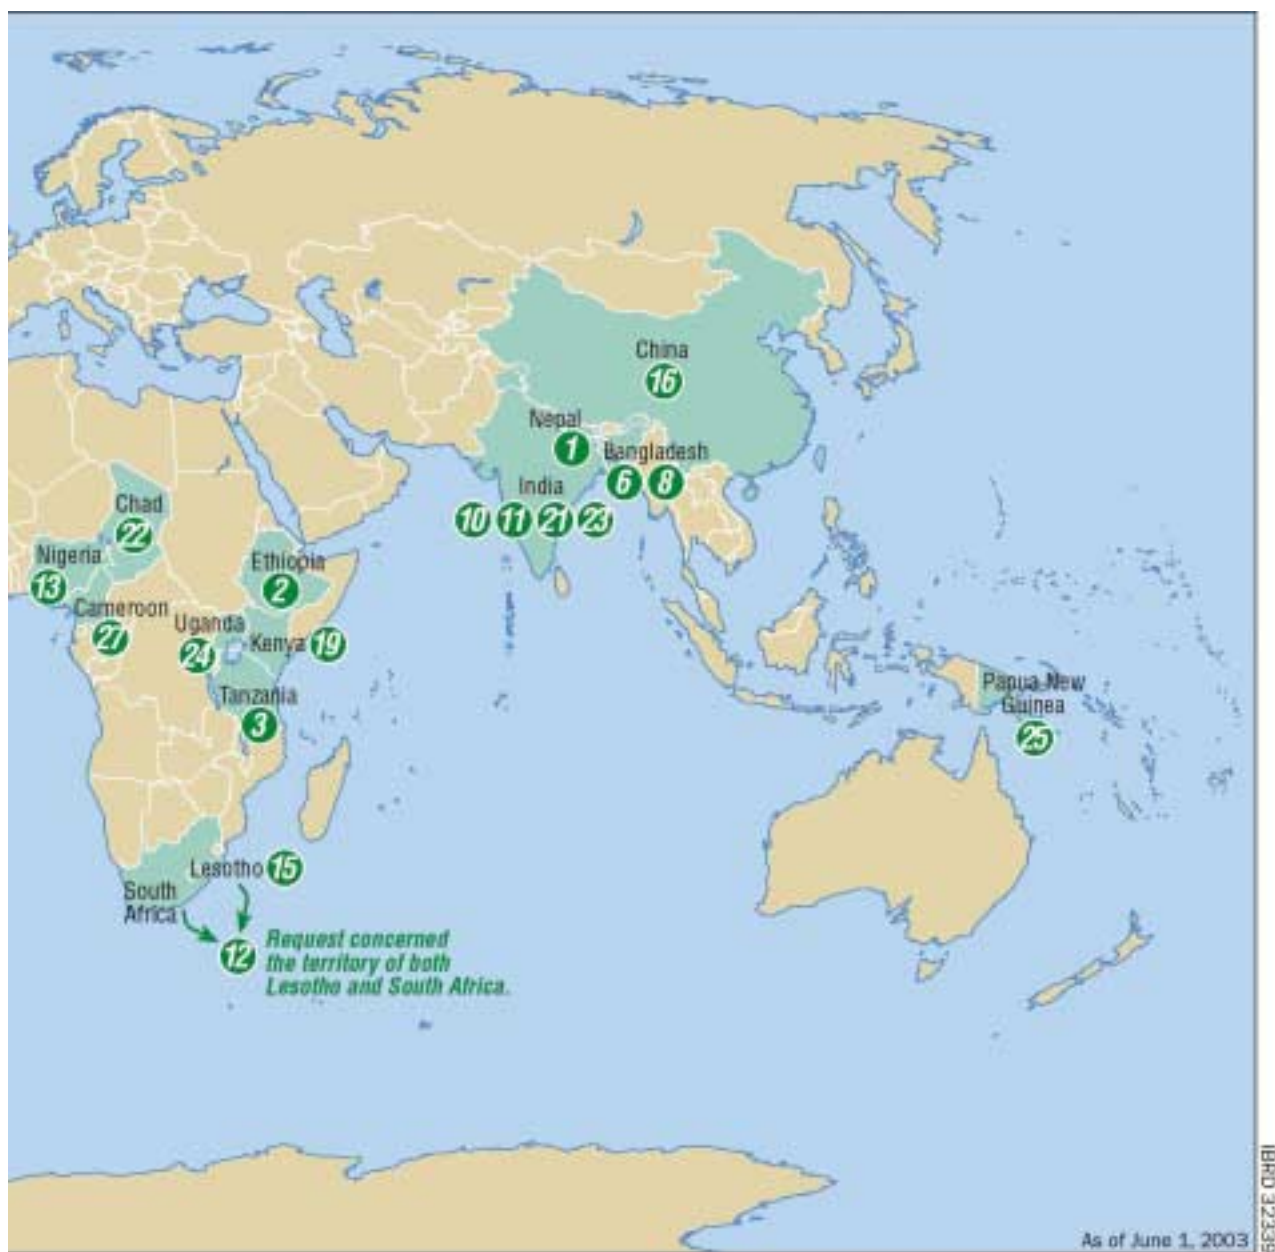 China
16
Nepal
1
Bangladesh
6 8
India
10 11 21 23
Chad
22
Nigeria
13
Ethiopia
2
Cameroon
27
Uganda
24
Kenya 19
Tanzania
3
Papua New
Guinea
25
Lesotho 15
South
Africa
12
Request concerned
the territory of both
Lesotho and South Africa.
As of June 1, 2003
IBRD 32339